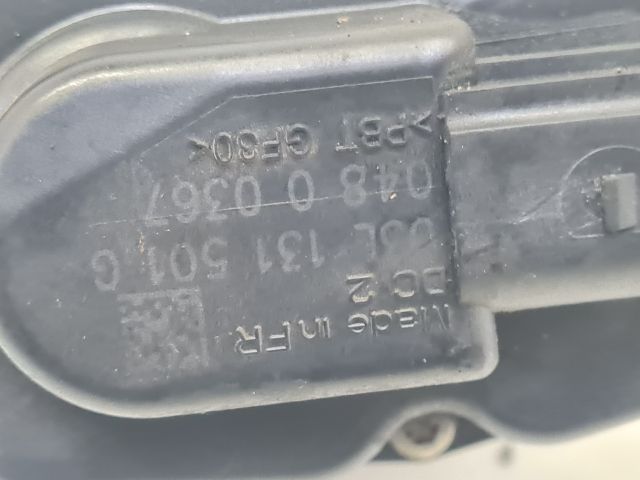 Made in FR
DC 2
03L 131 501 G
048 0 0367
>PBT GF30<